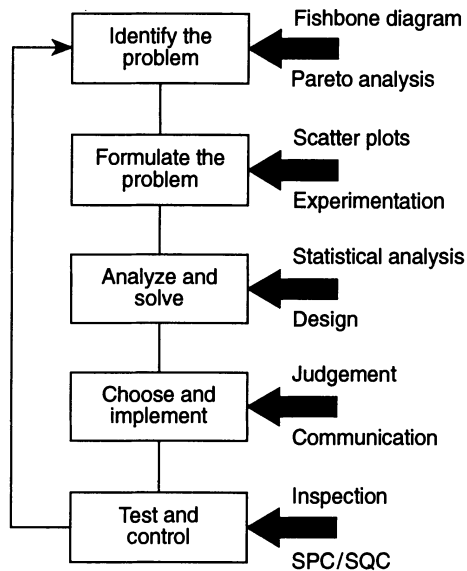 Identify the
problem
Fishbone diagram
Pareto analysis
Formulate the
problem
Scatter plots
Experimentation
Analyze and
solve
Statistical analysis
Design
Choose and
implement
Judgement
Communication
Test and
control
Inspection
SPC/SQC